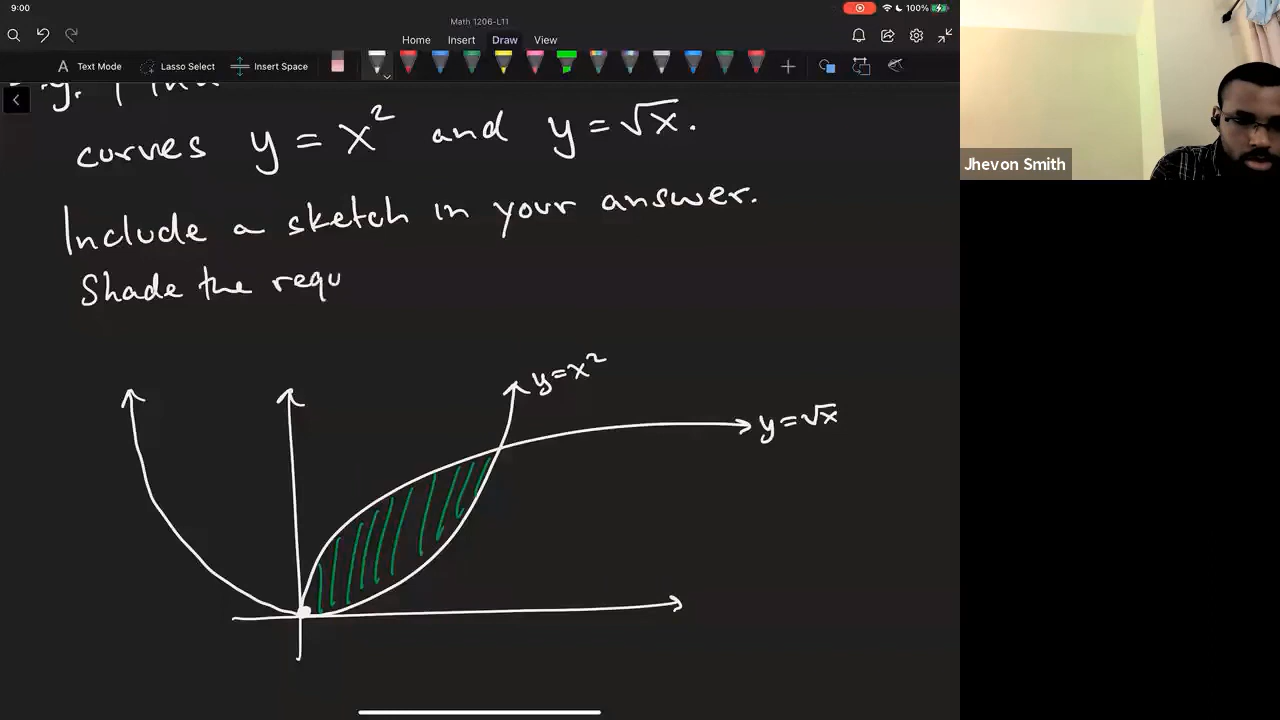 9:00
100%
Math 1206-L11
Home Insert Draw View
Text Mode Lasso Select Insert Space
curves y = x² and y = √x.
Include a sketch in your answer.
Shade the requ
y=x²
y=√x
Jhevon Smith